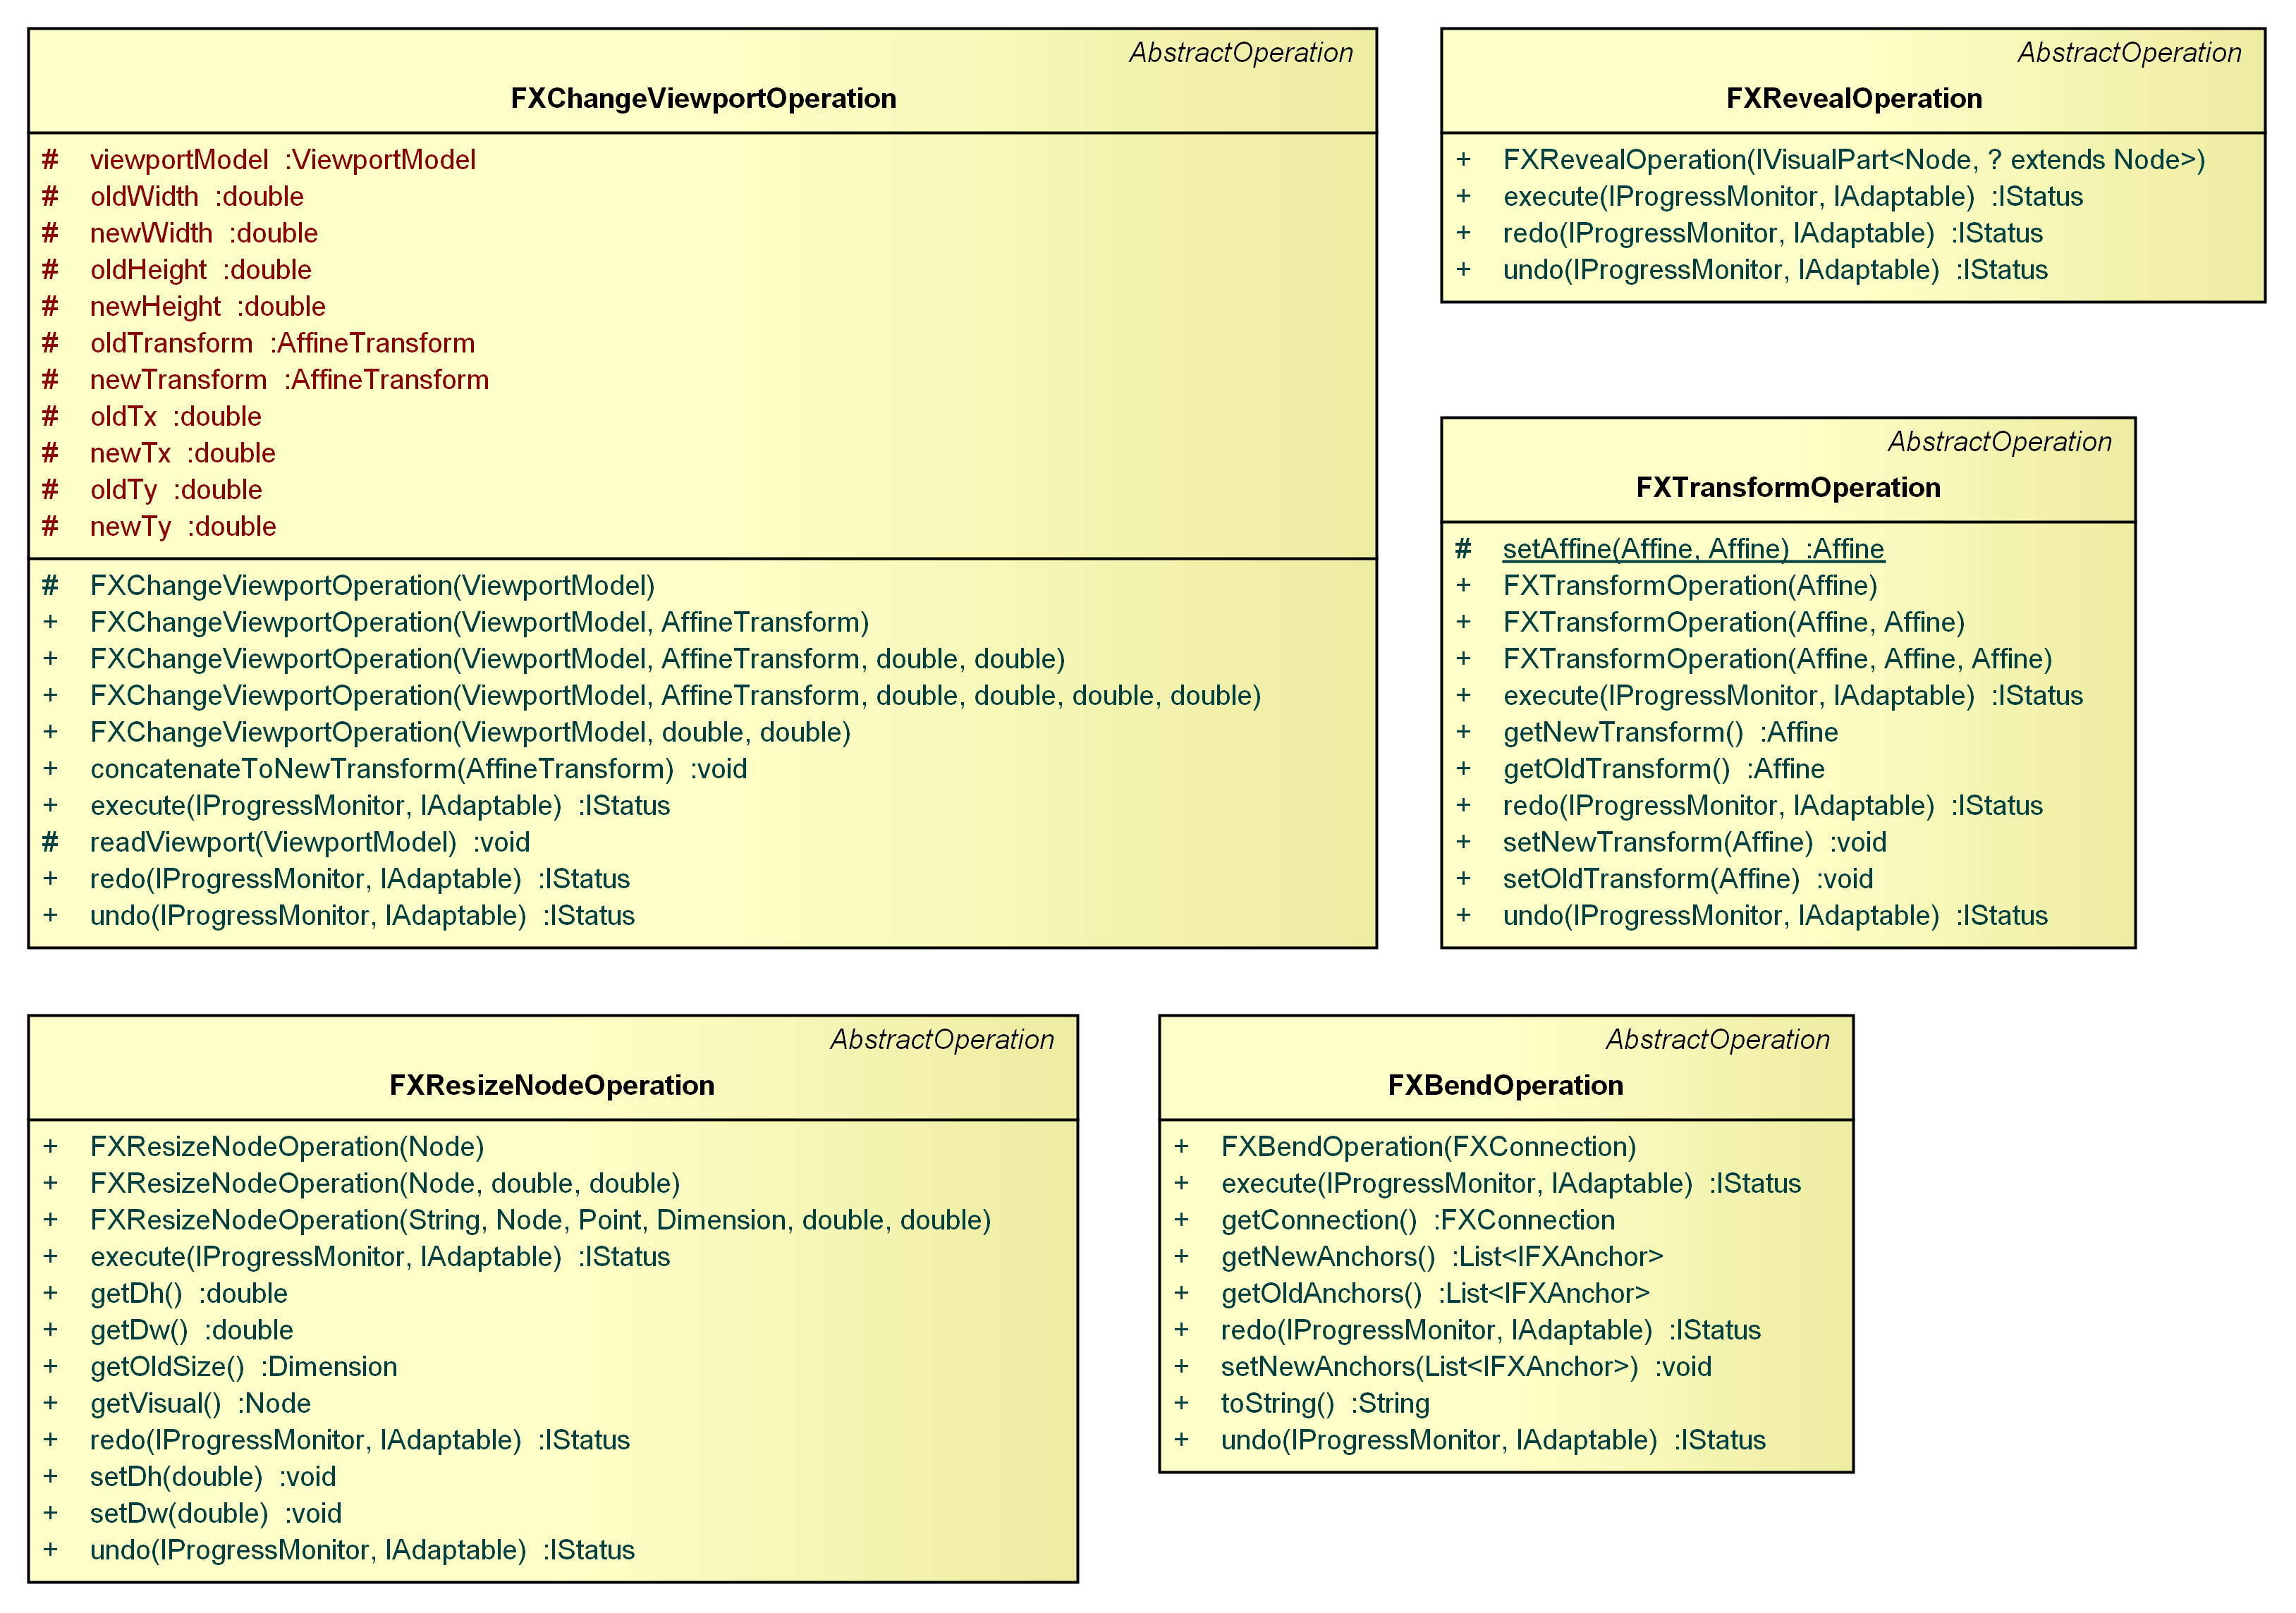 AbstractOperation
FXChangeViewportOperation
# viewportModel :ViewportModel
# oldWidth :double
# newWidth :double
# oldHeight :double
# newHeight :double
# oldTransform :AffineTransform
# newTransform :AffineTransform
# oldTx :double
# newTx :double
# oldTy :double
# newTy :double
# FXChangeViewportOperation(ViewportModel)
+ FXChangeViewportOperation(ViewportModel, AffineTransform)
+ FXChangeViewportOperation(ViewportModel, AffineTransform, double, double)
+ FXChangeViewportOperation(ViewportModel, AffineTransform, double, double, double, double)
+ FXChangeViewportOperation(ViewportModel, double, double)
+ concatenateToNewTransform(AffineTransform) :void
+ execute(IProgressMonitor, IAdaptable) :IStatus
# readViewport(ViewportModel) :void
+ redo(IProgressMonitor, IAdaptable) :IStatus
+ undo(IProgressMonitor, IAdaptable) :IStatus
AbstractOperation
FXRevealOperation
+ FXRevealOperation(IVisualPart<Node, ? extends Node>)
+ execute(IProgressMonitor, IAdaptable) :IStatus
+ redo(IProgressMonitor, IAdaptable) :IStatus
+ undo(IProgressMonitor, IAdaptable) :IStatus
AbstractOperation
FXTransformOperation
# setAffine(Affine, Affine) :Affine
+ FXTransformOperation(Affine)
+ FXTransformOperation(Affine, Affine)
+ FXTransformOperation(Affine, Affine, Affine)
+ execute(IProgressMonitor, IAdaptable) :IStatus
+ getNewTransform() :Affine
+ getOldTransform() :Affine
+ redo(IProgressMonitor, IAdaptable) :IStatus
+ setNewTransform(Affine) :void
+ setOldTransform(Affine) :void
+ undo(IProgressMonitor, IAdaptable) :IStatus
AbstractOperation
FXResizeNodeOperation
+ FXResizeNodeOperation(Node)
+ FXResizeNodeOperation(Node, double, double)
+ FXResizeNodeOperation(String, Node, Point, Dimension, double, double)
+ execute(IProgressMonitor, IAdaptable) :IStatus
+ getDh() :double
+ getDw() :double
+ getOldSize() :Dimension
+ getVisual() :Node
+ redo(IProgressMonitor, IAdaptable) :IStatus
+ setDh(double) :void
+ setDw(double) :void
+ undo(IProgressMonitor, IAdaptable) :IStatus
AbstractOperation
FXBendOperation
+ FXBendOperation(FXConnection)
+ execute(IProgressMonitor, IAdaptable) :IStatus
+ getConnection() :FXConnection
+ getNewAnchors() :List<IFXAnchor>
+ getOldAnchors() :List<IFXAnchor>
+ redo(IProgressMonitor, IAdaptable) :IStatus
+ setNewAnchors(List<IFXAnchor>) :void
+ toString() :String
+ undo(IProgressMonitor, IAdaptable) :IStatus